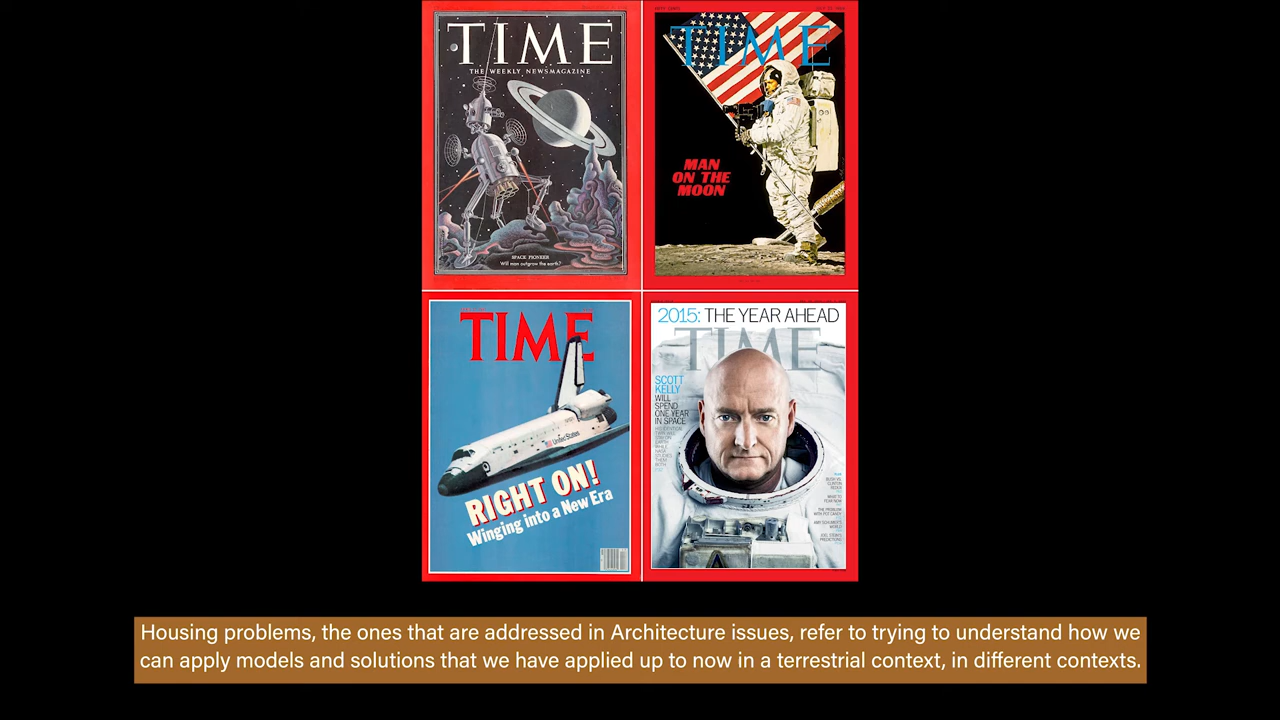 TIME
THE WEEKLY NEWSMAGAZINE
SPACE PIONEER
Will man outgrow the earth?
TIME
MAN
ON THE
MOON
TIME
United States
RIGHT ON!
Winging into a New Era
2015: THE YEAR AHEAD
TIME
SCOTT
KELLY
WILL
SPEND
ONE YEAR
IN SPACE
Housing problems, the ones that are addressed in Architecture issues, refer to trying to understand how we
can apply models and solutions that we have applied up to now in a terrestrial context, in different contexts.